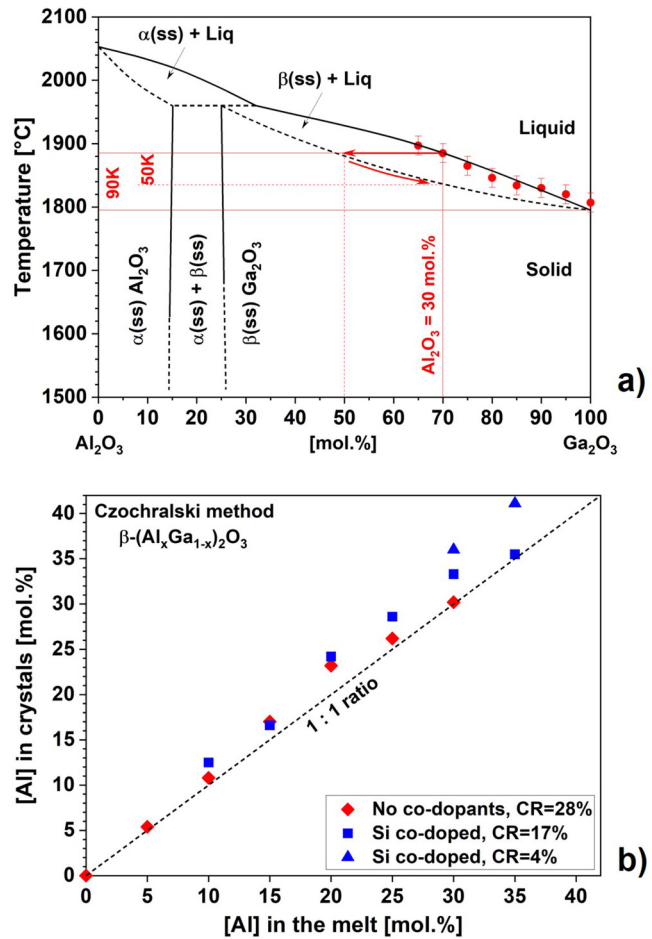 α(ss) + Liq
β(ss) + Liq
Liquid
Solid
Temperature [°C]
2100
2000
1900
1800
1700
1600
1500
90K
50K
α(ss) Al₂O₃
α(ss) + β(ss)
β(ss) Ga₂O₃
Al₂O₃ = 30 mol.%
0 10 20 30 40 50 60 70 80 90 100
Al₂O₃ [mol.%] Ga₂O₃
a)
Czochralski method
β-(AlₓGa₁₋ₓ)₂O₃
[Al] in crystals [mol.%]
40
35
30
25
20
15
10
5
0
1 : 1 ratio
No co-dopants, CR=28%
Si co-doped, CR=17%
Si co-doped, CR=4%
0 5 10 15 20 25 30 35 40
[Al] in the melt [mol.%]
b)